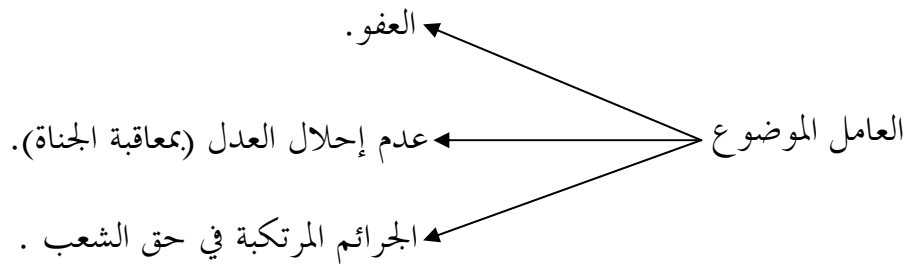 العفو.
العامل الموضوع
عدم إحلال العدل (بمعاقبة الجناة).
الجرائم المرتكبة في حق الشعب .